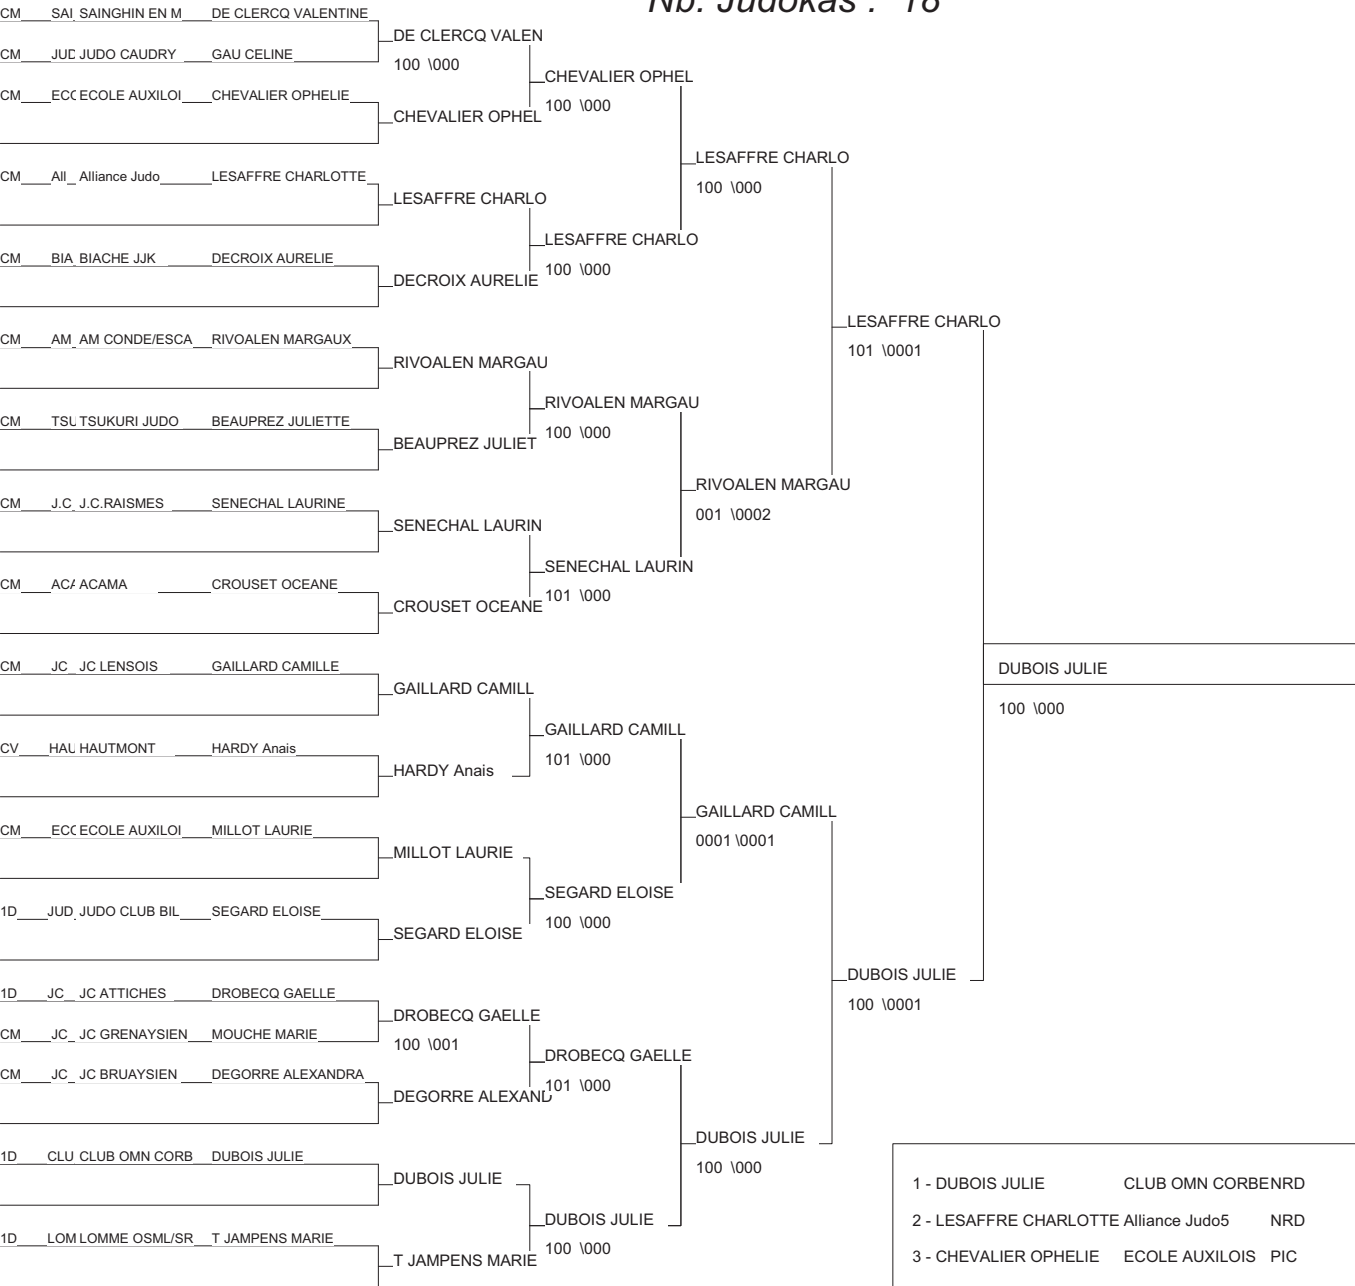 Nb. Judokas : 18
CM SAI SAINGHIN EN M DE CLERCQ VALENTINE
DE CLERCQ VALEN
CM JUD JUDO CAUDRY GAU CELINE
100 \000
CHEVALIER OPHEL
CM ECC ECOLE AUXILOI CHEVALIER OPHELIE
100 \000
CHEVALIER OPHEL
LESAFFRE CHARLO
CM All Alliance Judo LESAFFRE CHARLOTTE
100 \000
LESAFFRE CHARLO
LESAFFRE CHARLO
CM BIA BIACHE JJK DECROIX AURELIE
100 \000
DECROIX AURELIE
LESAFFRE CHARLO
CM AM AM CONDE/ESCA RIVOALEN MARGAUX
101 \0001
RIVOALEN MARGAU
RIVOALEN MARGAU
CM TSU TSUKURI JUDO BEAUPREZ JULIETTE
100 \000
BEAUPREZ JULIET
RIVOALEN MARGAU
CM J.C J.C.RAISMES SENECHAL LAURINE
001 \0002
SENECHAL LAURIN
SENECHAL LAURIN
CM ACA ACAMA CROUSET OCEANE
101 \000
CROUSET OCEANE
CM JC JC LENSOIS GAILLARD CAMILLE
DUBOIS JULIE
GAILLARD CAMILL
100 \000
GAILLARD CAMILL
CV HAU HAUTMONT HARDY Anais
101 \000
HARDY Anais
GAILLARD CAMILL
CM ECC ECOLE AUXILOI MILLOT LAURIE
0001 \0001
MILLOT LAURIE
SEGARD ELOISE
1D JUD JUDO CLUB BIL SEGARD ELOISE
100 \000
SEGARD ELOISE
DUBOIS JULIE
1D JC JC ATTICHES DROBECQ GAELLE
100 \0001
DROBECQ GAELLE
CM JC JC GRENAYSIEN MOUCHE MARIE
100 \001
DROBECQ GAELLE
CM JC JC BRUAYSIEN DEGORRE ALEXANDRA
101 \000
DEGORRE ALEXAND
DUBOIS JULIE
1D CLU CLUB OMN CORB DUBOIS JULIE
100 \000
DUBOIS JULIE
1 - DUBOIS JULIE CLUB OMN CORBE NRD
DUBOIS JULIE
2 - LESAFFRE CHARLOTTE Alliance Judo5 NRD
1D LOM LOMME OSML/SR T JAMPENS MARIE
100 \000
T JAMPENS MARIE
3 - CHEVALIER OPHELIE ECOLE AUXILOIS PIC